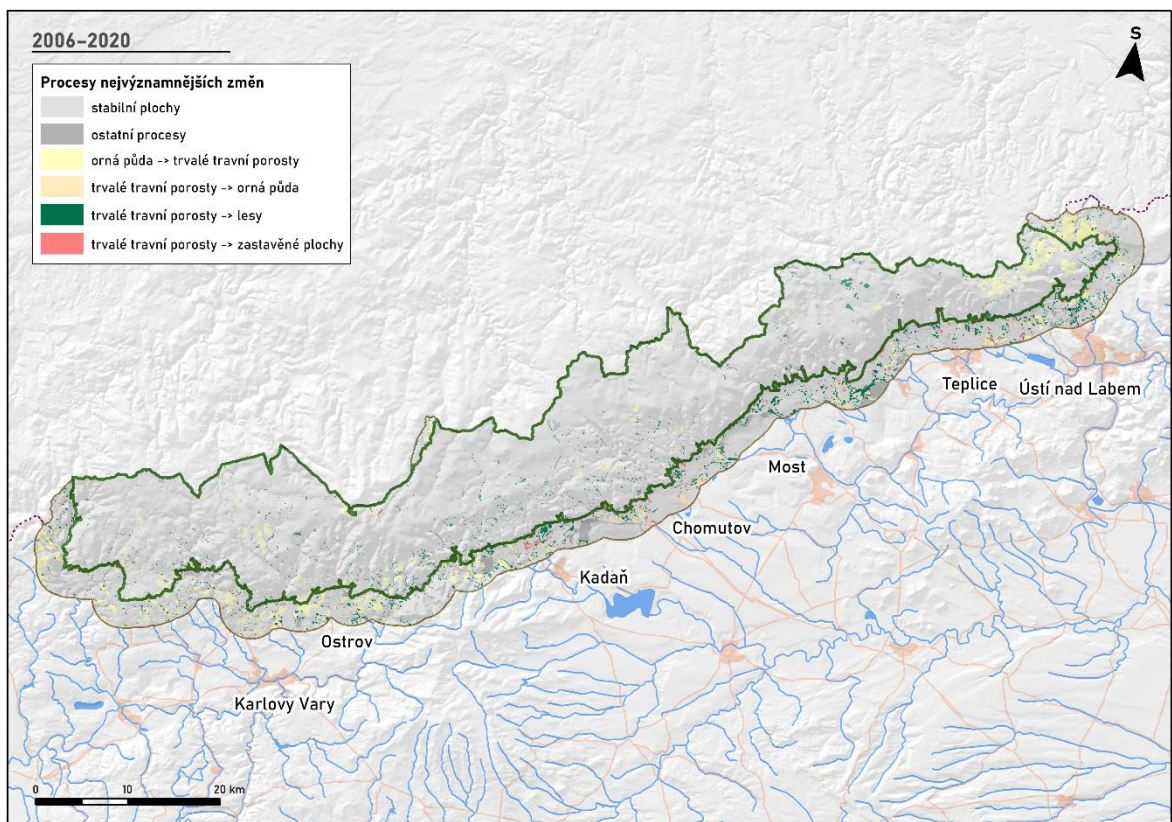 2006–2020
S
Procesy nejvýznamnějších změn
stabilní plochy
ostatní procesy
orná půda -> trvalé travní porosty
trvalé travní porosty -> orná půda
trvalé travní porosty -> lesy
trvalé travní porosty -> zastavěné plochy
Teplice
Ústí nad Labem
Most
Chomutov
Kadaň
Ostrov
Karlovy Vary
0 10 20 km